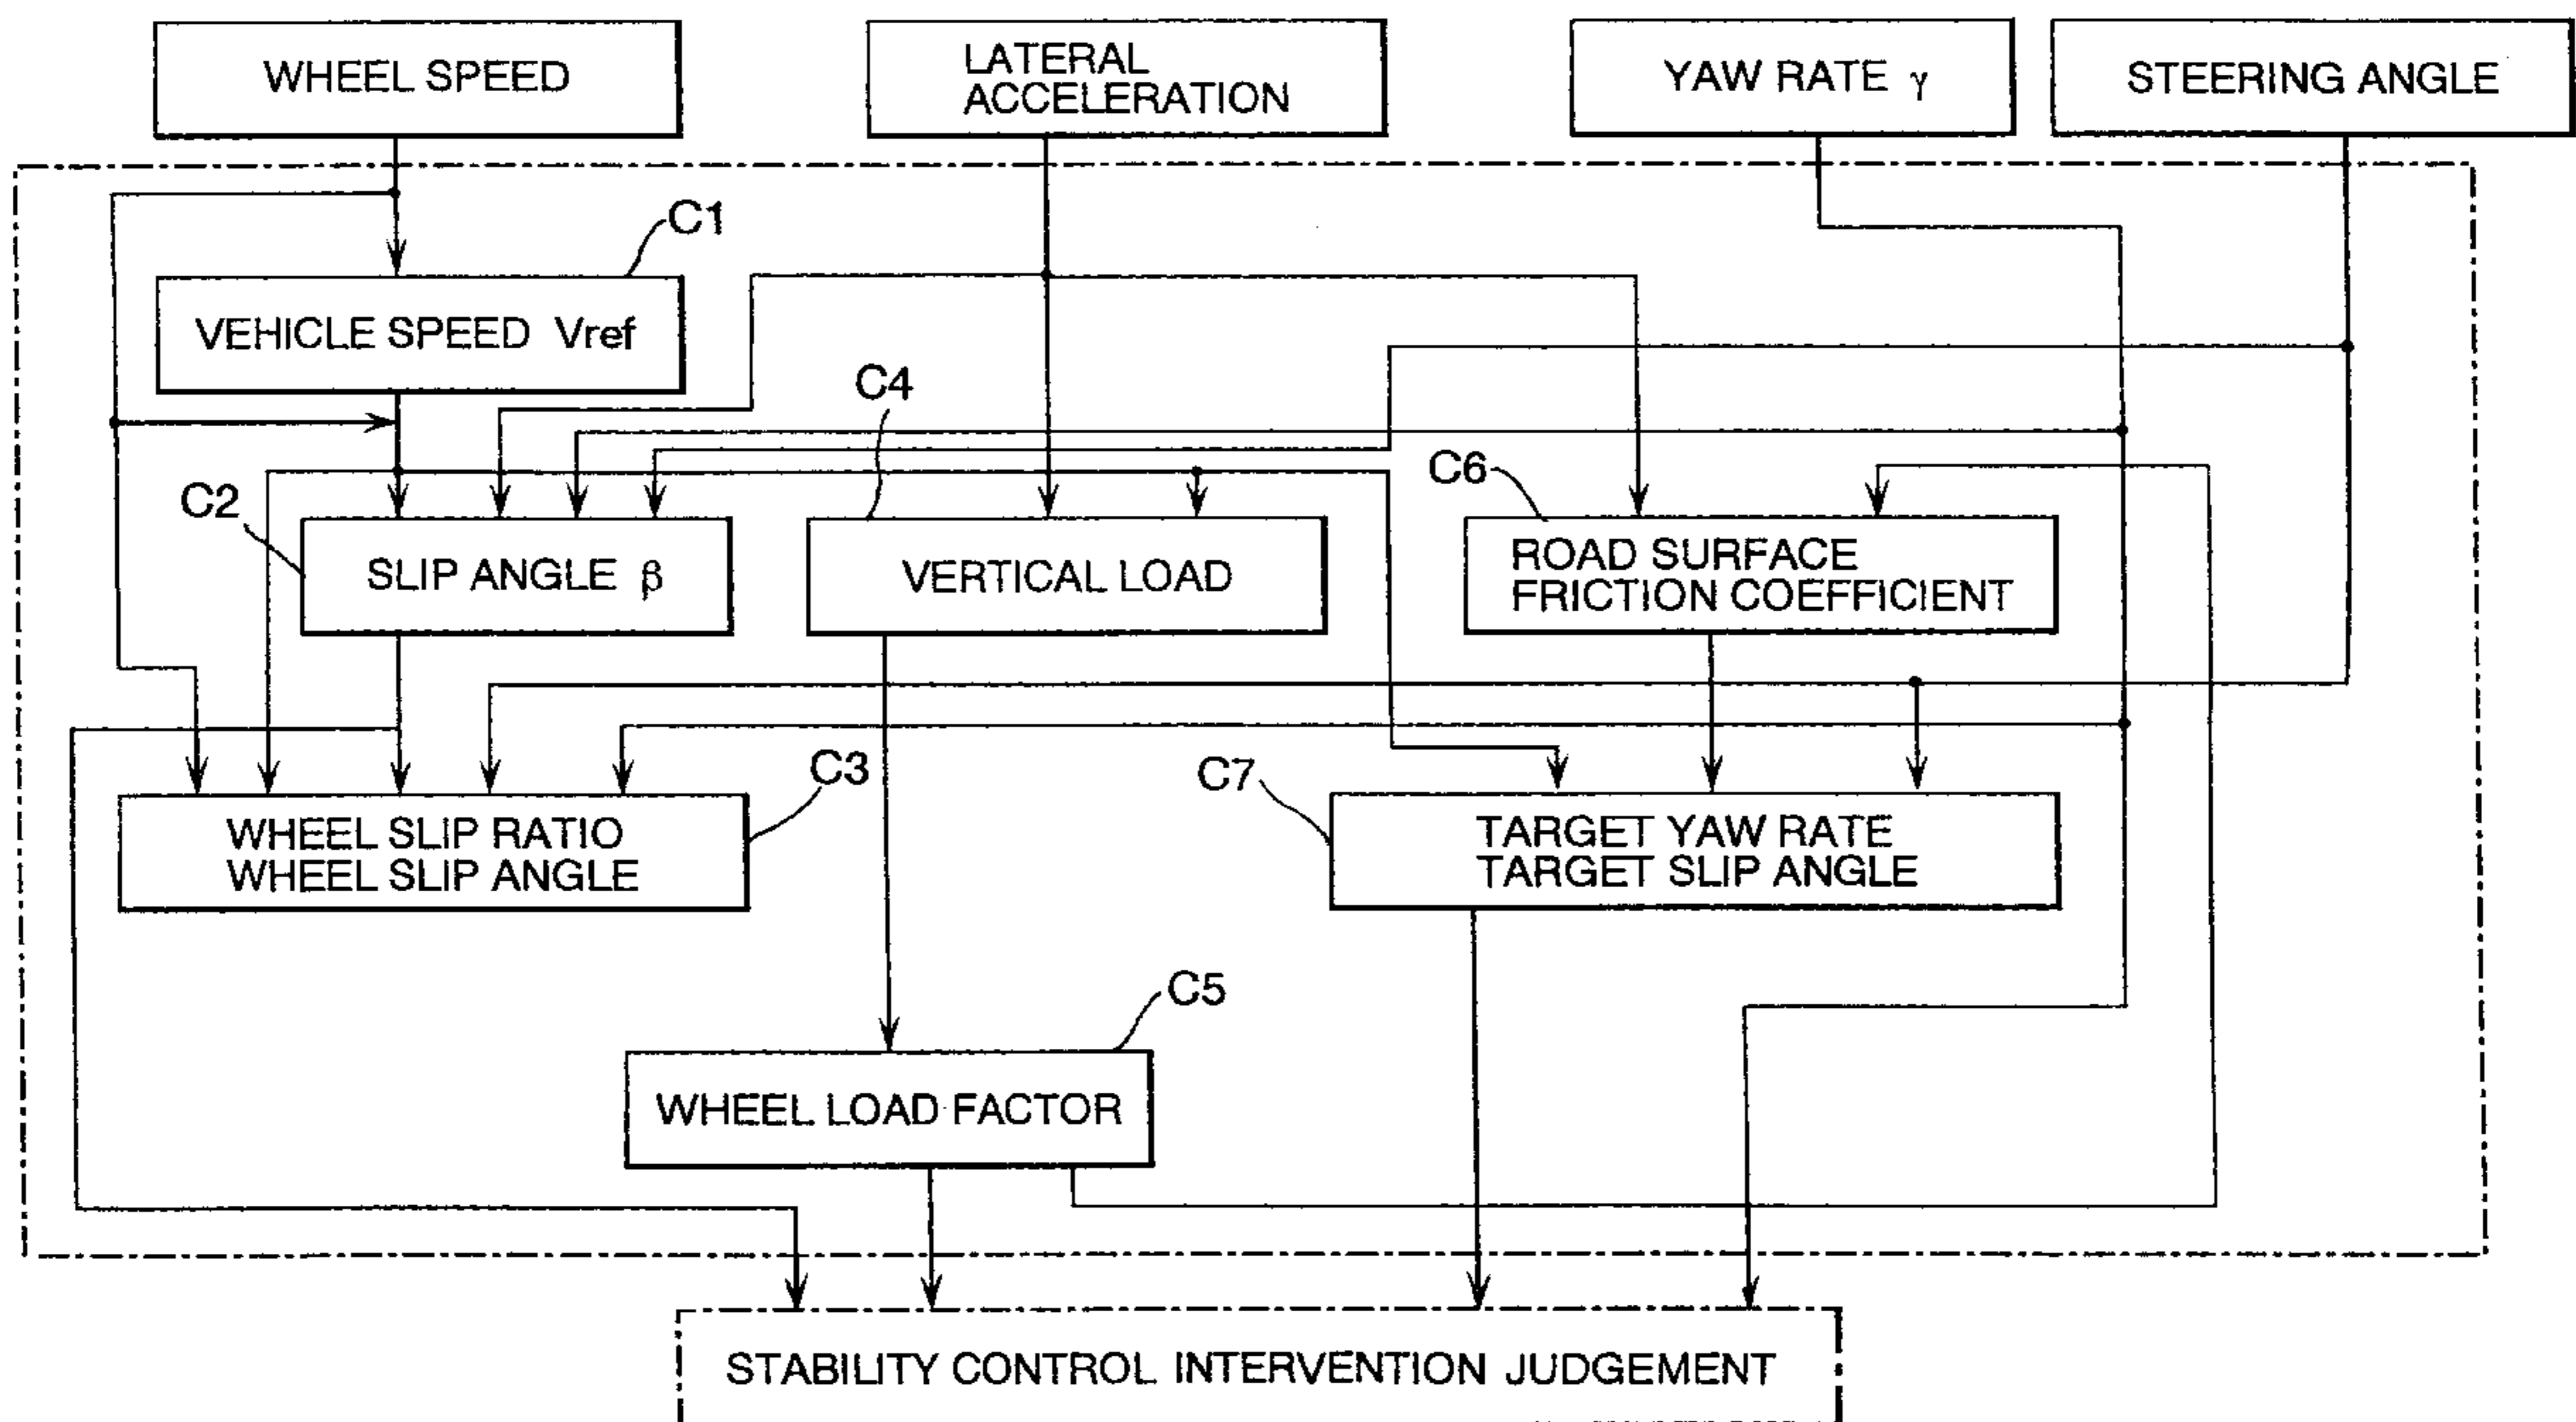 WHEEL SPEED
LATERAL
ACCELERATION
YAW RATE γ
STEERING ANGLE
C1
VEHICLE SPEED Vref
C4
C6
C2
SLIP ANGLE β
VERTICAL LOAD
ROAD SURFACE
FRICTION COEFFICIENT
C3
C7
WHEEL SLIP RATIO
WHEEL SLIP ANGLE
TARGET YAW RATE
TARGET SLIP ANGLE
C5
WHEEL LOAD FACTOR
STABILITY CONTROL INTERVENTION JUDGEMENT